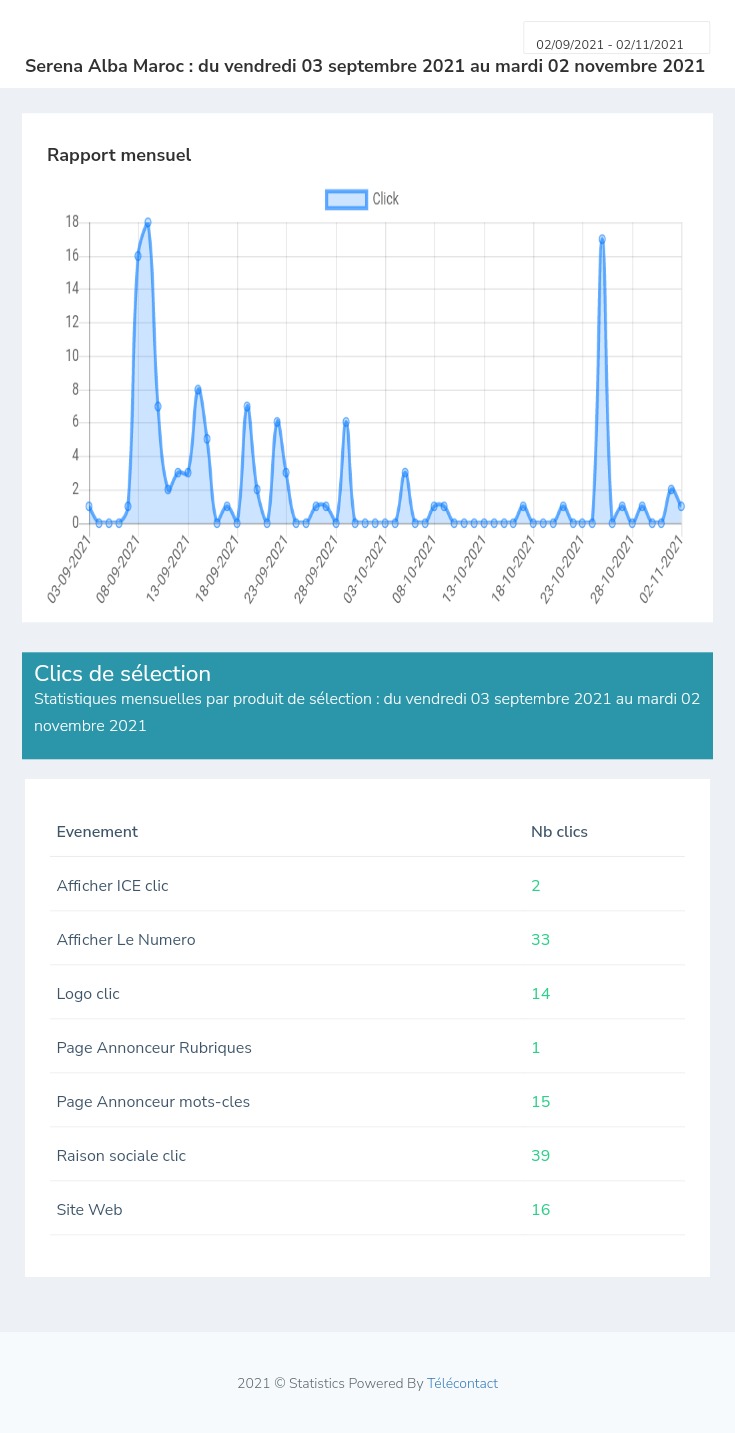 02/09/2021 - 02/11/2021
Serena Alba Maroc : du vendredi 03 septembre 2021 au mardi 02 novembre 2021
Rapport mensuel
Click
18
16
14
12
10
8
6
4
2
0
03-09-2021
08-09-2021
13-09-2021
18-09-2021
23-09-2021
28-09-2021
03-10-2021
08-10-2021
13-10-2021
18-10-2021
23-10-2021
28-10-2021
02-11-2021
Clics de sélection
Statistiques mensuelles par produit de sélection : du vendredi 03 septembre 2021 au mardi 02
novembre 2021
Evenement Nb clics
Afficher ICE clic 2
Afficher Le Numero 33
Logo clic 14
Page Annonceur Rubriques 1
Page Annonceur mots-cles 15
Raison sociale clic 39
Site Web 16
2021 © Statistics Powered By Télécontact